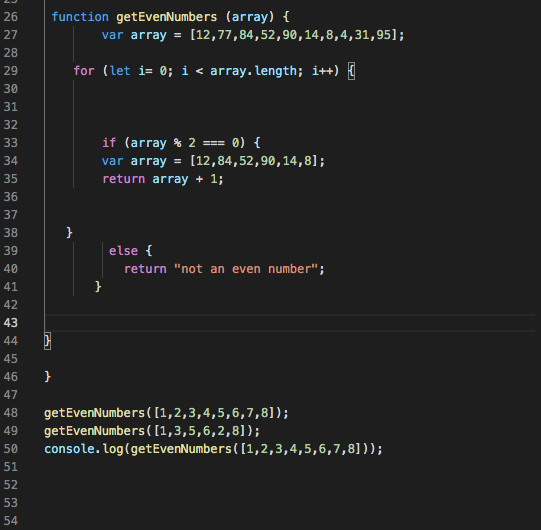 26 function getEvenNumbers (array) {
27 var array = [12,77,84,52,90,14,8,4,31,95];
28
29 for (let i= 0; i < array.length; i++) {
30
31
32
33 if (array % 2 === 0) {
34 var array = [12,84,52,90,14,8];
35 return array + 1;
36
37
38 }
39 else {
40 return "not an even number";
41 }
42
43
44 }
45
46 }
47
48 getEvenNumbers([1,2,3,4,5,6,7,8]);
49 getEvenNumbers([1,3,5,6,2,8]);
50 console.log(getEvenNumbers([1,2,3,4,5,6,7,8]));
51
52
53
54